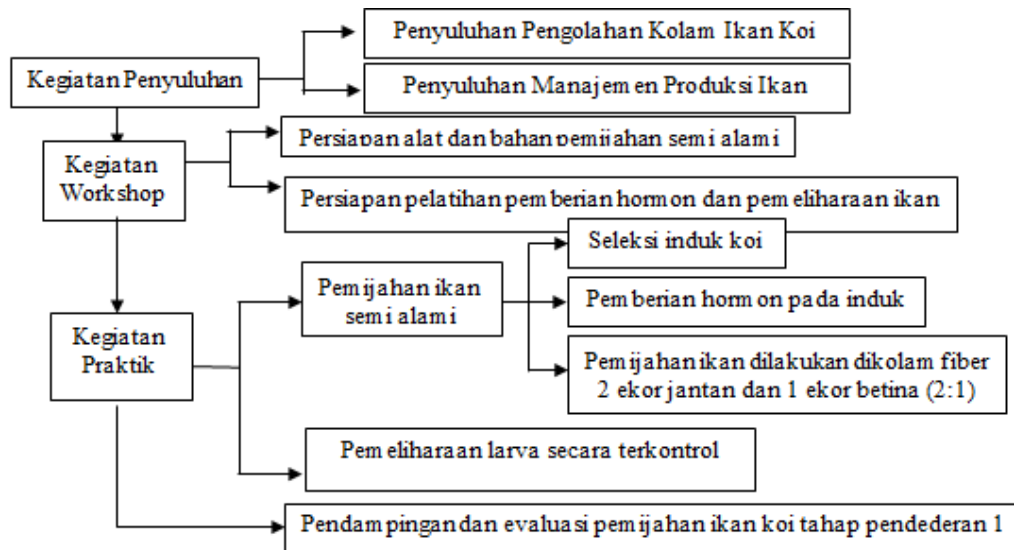 Penyuluhan Pengolahan Kolam Ikan Koi
Kegiatan Penyuluhan
Penyuluhan Manajemen Produksi Ikan
Persiapan alat dan bahan pemijahan semi alami
Kegiatan
Workshop
Persiapan pelatihan pemberian hormon dan pemeliharaan ikan
Seleksi induk koi
Pemijahan ikan
semi alami
Pemberian hormon pada induk
Kegiatan
Praktik
Pemijahan ikan dilakukan dikolam fiber
2 ekor jantan dan 1 ekor betina (2:1)
Pemeliharaan larva secara terkontrol
Pendampingan dan evaluasi pemijahan ikan koi tahap pendederan 1